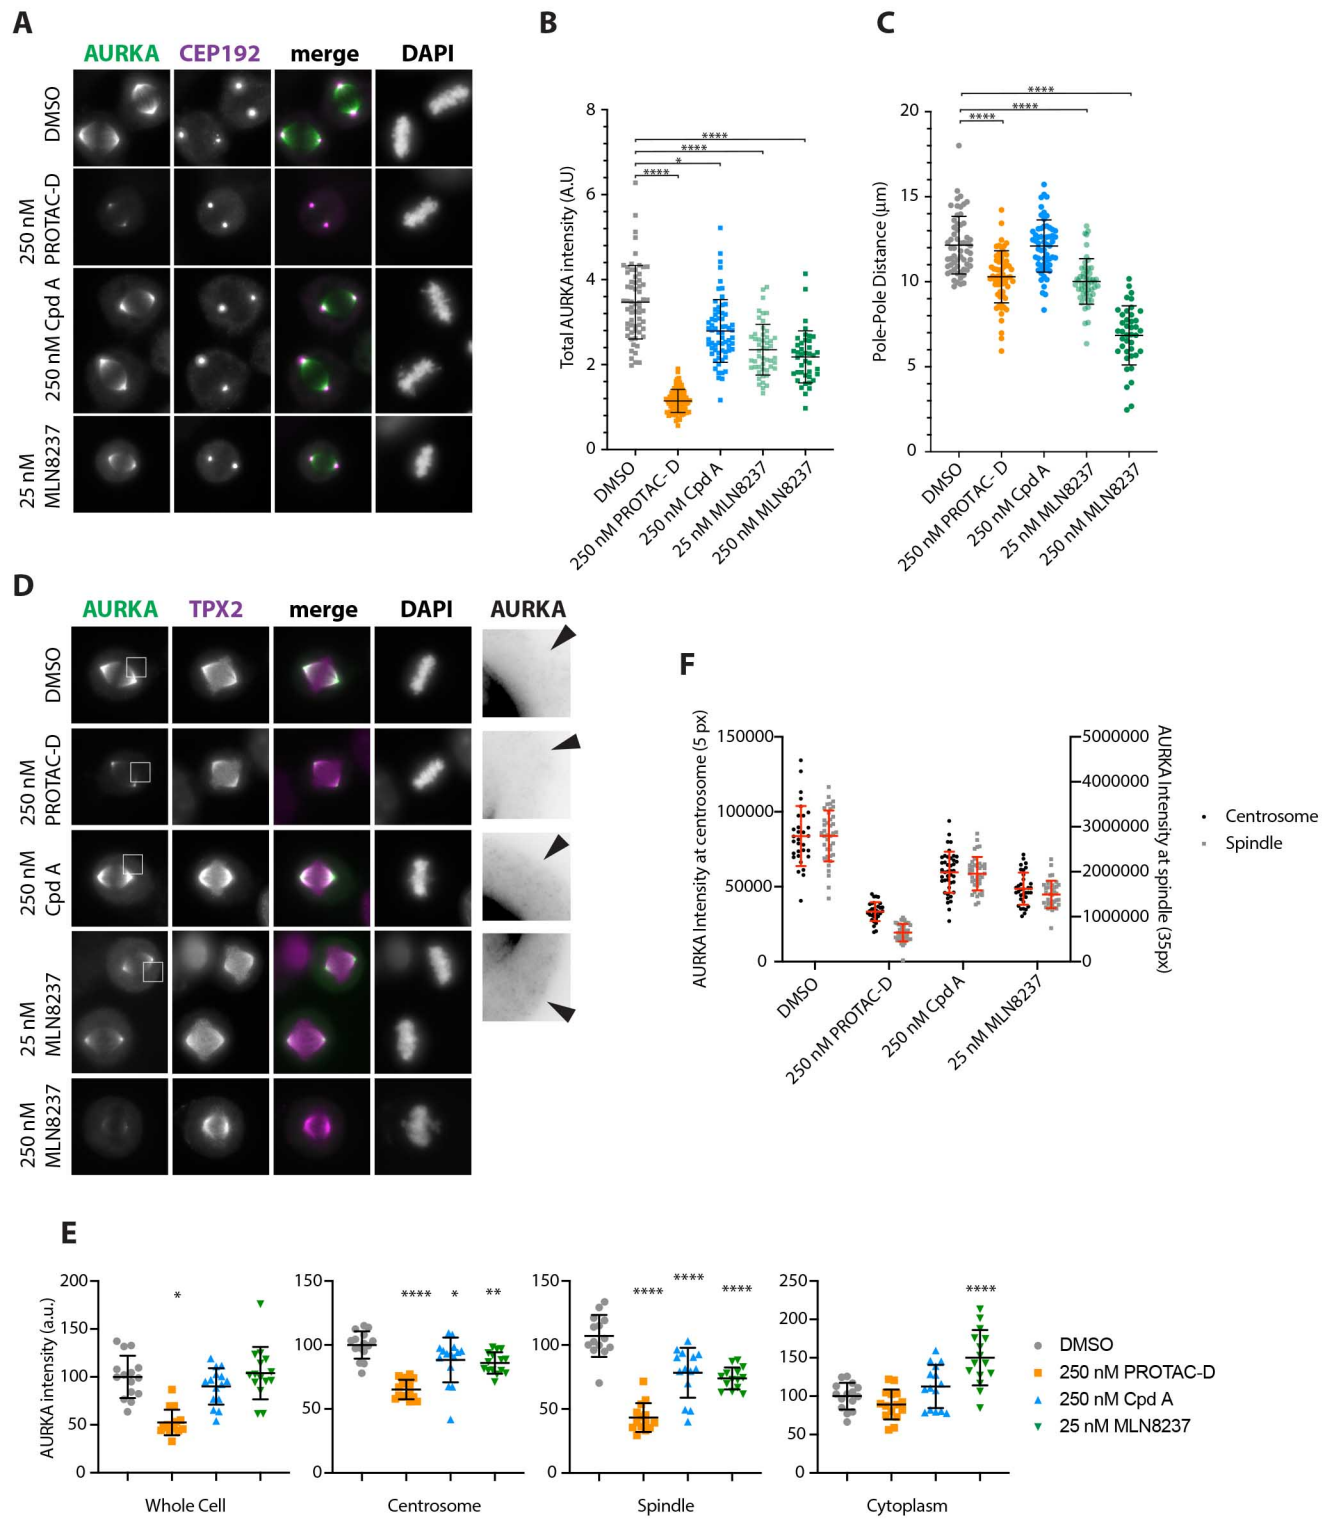 A
AURKA CEP192 merge DAPI
DMSO
250 nM
PROTAC-D
250 nM Cpd A
25 nM
MLN8237
B
Total AURKA intensity (A.U)
8
6
4
2
0
****
****
*
****
DMSO
250 nM PROTAC- D
250 nM Cpd A
25 nM MLN8237
250 nM MLN8237
C
Pole-Pole Distance (μm)
20
15
10
5
0
****
****
****
DMSO
250 nM PROTAC- D
250 nM Cpd A
25 nM MLN8237
250 nM MLN8237
D
AURKA TPX2 merge DAPI AURKA
DMSO
250 nM
PROTAC-D
250 nM
Cpd A
25 nM
MLN8237
250 nM
MLN8237
F
AURKA Intensity at centrosome (5 px)
150000
100000
50000
0
5000000
4000000
3000000
2000000
1000000
0
AURKA Intensity at spindle (35px)
DMSO
250 nM PROTAC-D
250 nM Cpd A
25 nM MLN8237
Centrosome
Spindle
E
AURKA intensity (a.u.)
200
150
100
50
0
*
Whole Cell
150
100
50
0
**** * **
Centrosome
150
100
50
0
**** **** ****
Spindle
250
200
150
100
50
0
****
Cytoplasm
DMSO
250 nM PROTAC-D
250 nM Cpd A
25 nM MLN8237